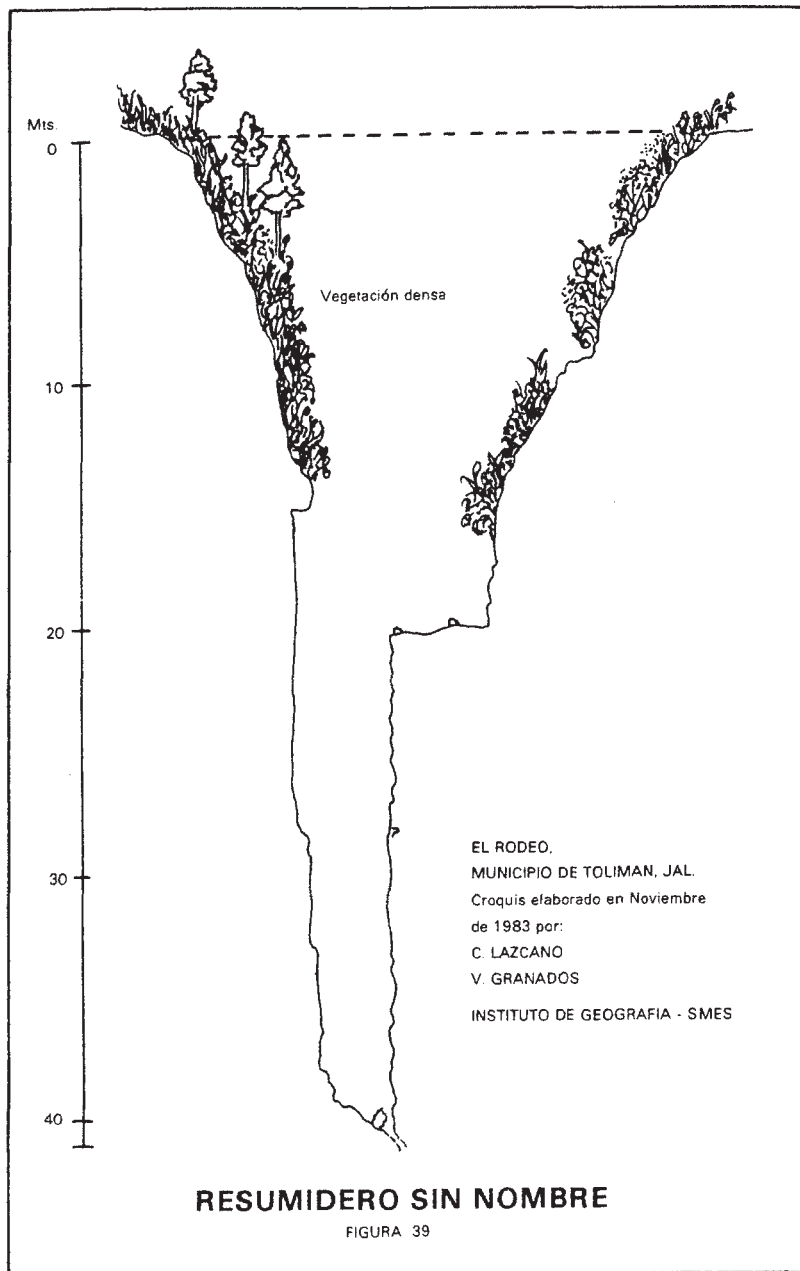 Mts.
0
Vegetación densa
10
20
30
40
EL RODEO,
MUNICIPIO DE TOLIMAN, JAL.
Croquis elaborado en Noviembre
de 1983 por:
C. LAZCANO
V. GRANADOS
INSTITUTO DE GEOGRAFIA - SMES
RESUMIDERO SIN NOMBRE
FIGURA 39